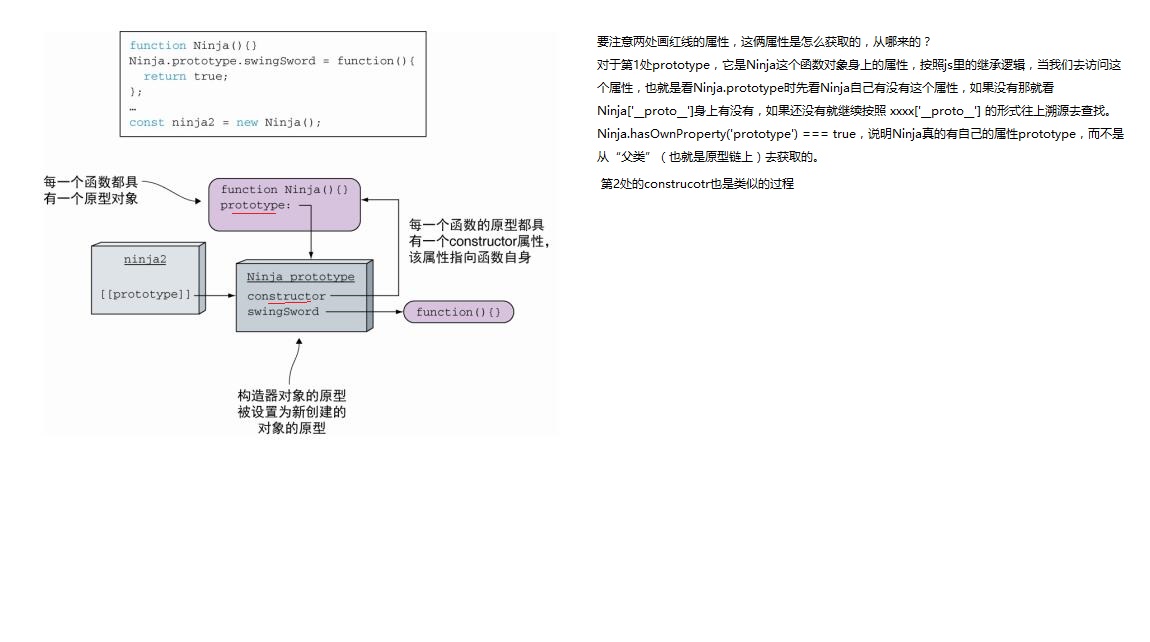 function Ninja(){}
Ninja.prototype.swingSword = function(){
return true;
};
…
const ninja2 = new Ninja();
每一个函数都具
有一个原型对象
function Ninja(){}
prototype:
每一个函数的原型都具
有一个constructor属性，
该属性指向函数自身
ninja2
[[prototype]]
Ninja prototype
constructor
swingSword
function(){}
构造器对象的原型
被设置为新创建的
对象的原型
要注意两处画红线的属性，这俩属性是怎么获取的，从哪来的？
对于第1处prototype，它是Ninja这个函数对象身上的属性，按照js里的继承逻辑，当我们去访问这
个属性，也就是看Ninja.prototype时先看Ninja自己有没有这个属性，如果没有那就看
Ninja['__proto__']身上有没有，如果还没有就继续按照 xxxx['__proto__'] 的形式往上溯源去查找。
Ninja.hasOwnProperty('prototype') === true，说明Ninja真的有自己的属性prototype，而不是
从“父类”（也就是原型链上）去获取的。
第2处的construcotr也是类似的过程